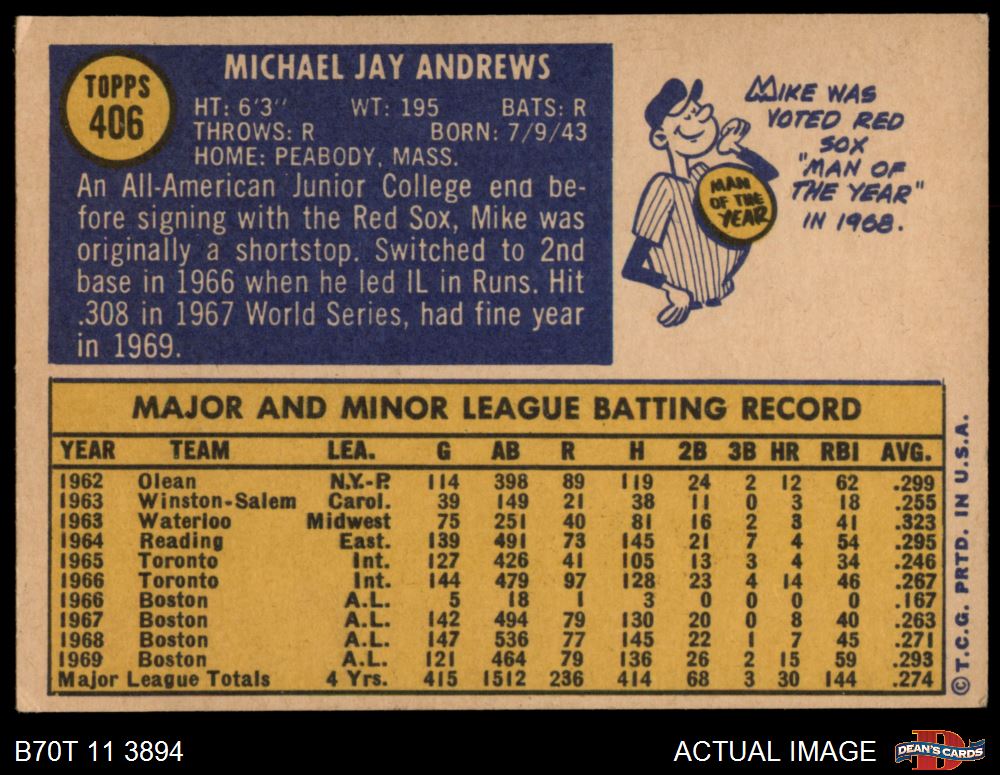 TOPPS
406
MICHAEL JAY ANDREWS
HT: 6'3" WT: 195 BATS: R
THROWS: R BORN: 7/9/43
HOME: PEABODY, MASS.
An All-American Junior College end be-
fore signing with the Red Sox, Mike was
originally a shortstop. Switched to 2nd
base in 1966 when he led IL in Runs. Hit
.308 in 1967 World Series, had fine year
in 1969.
MAN
OF THE
YEAR
MIKE WAS
VOTED RED
SOX
"MAN OF
THE YEAR"
IN 1968.
MAJOR AND MINOR LEAGUE BATTING RECORD
YEAR TEAM LEA. G AB R H 2B 3B HR RBI AVG.
1962 Olean N.Y.-P. 114 398 89 119 24 2 12 62 .299
1963 Winston-Salem Carol. 39 149 21 38 11 0 3 18 .255
1963 Waterloo Midwest 75 251 40 81 16 2 3 41 .323
1964 Reading East. 139 491 73 145 21 7 4 54 .295
1965 Toronto Int. 127 426 41 105 13 3 4 34 .246
1966 Toronto Int. 144 479 97 128 23 4 14 46 .267
1966 Boston A.L. 5 18 1 3 0 0 0 0 .167
1967 Boston A.L. 142 494 79 130 20 0 8 40 .263
1968 Boston A.L. 147 536 77 145 22 1 7 45 .271
1969 Boston A.L. 121 464 79 136 26 2 15 59 .293
Major League Totals 4 Yrs. 415 1512 236 414 68 3 30 144 .274
© T.C.G. PRTD. IN U.S.A.
B70T 11 3894
ACTUAL IMAGE
DEAN'S CARDS